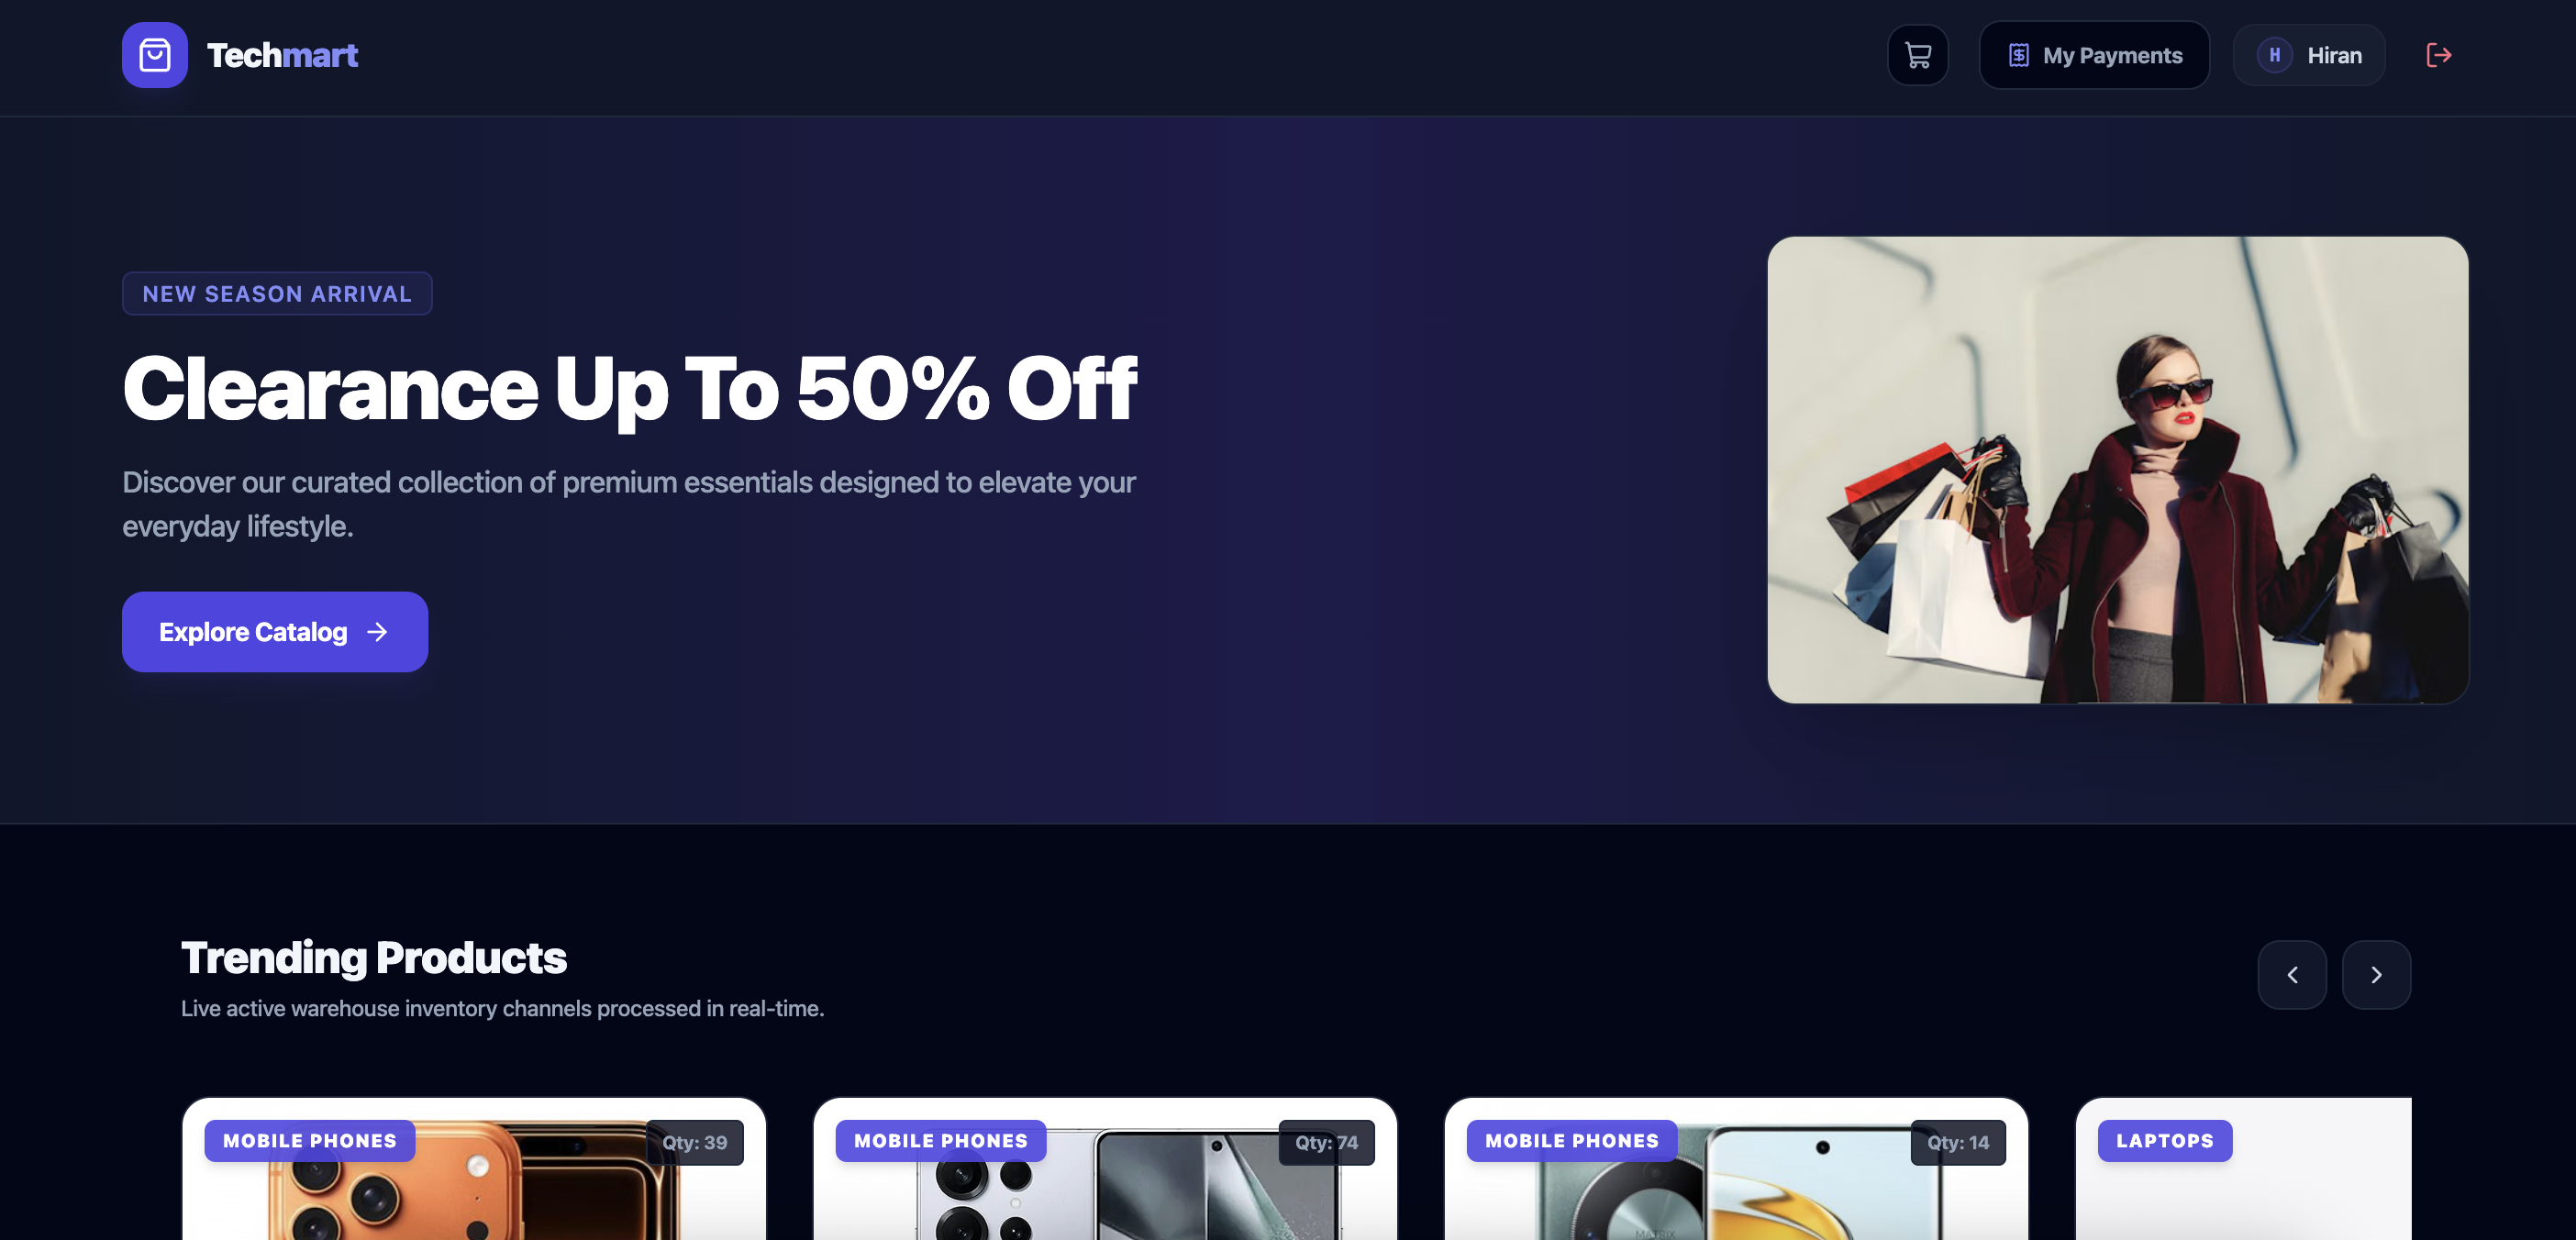 Techmart
My Payments
H
Hiran
NEW SEASON ARRIVAL
Clearance Up To 50% Off
Discover our curated collection of premium essentials designed to elevate your
everyday lifestyle.
Explore Catalog
Trending Products
Live active warehouse inventory channels processed in real-time.
MOBILE PHONES
Qty: 39
MOBILE PHONES
Qty: 74
MOBILE PHONES
Qty: 14
LAPTOPS